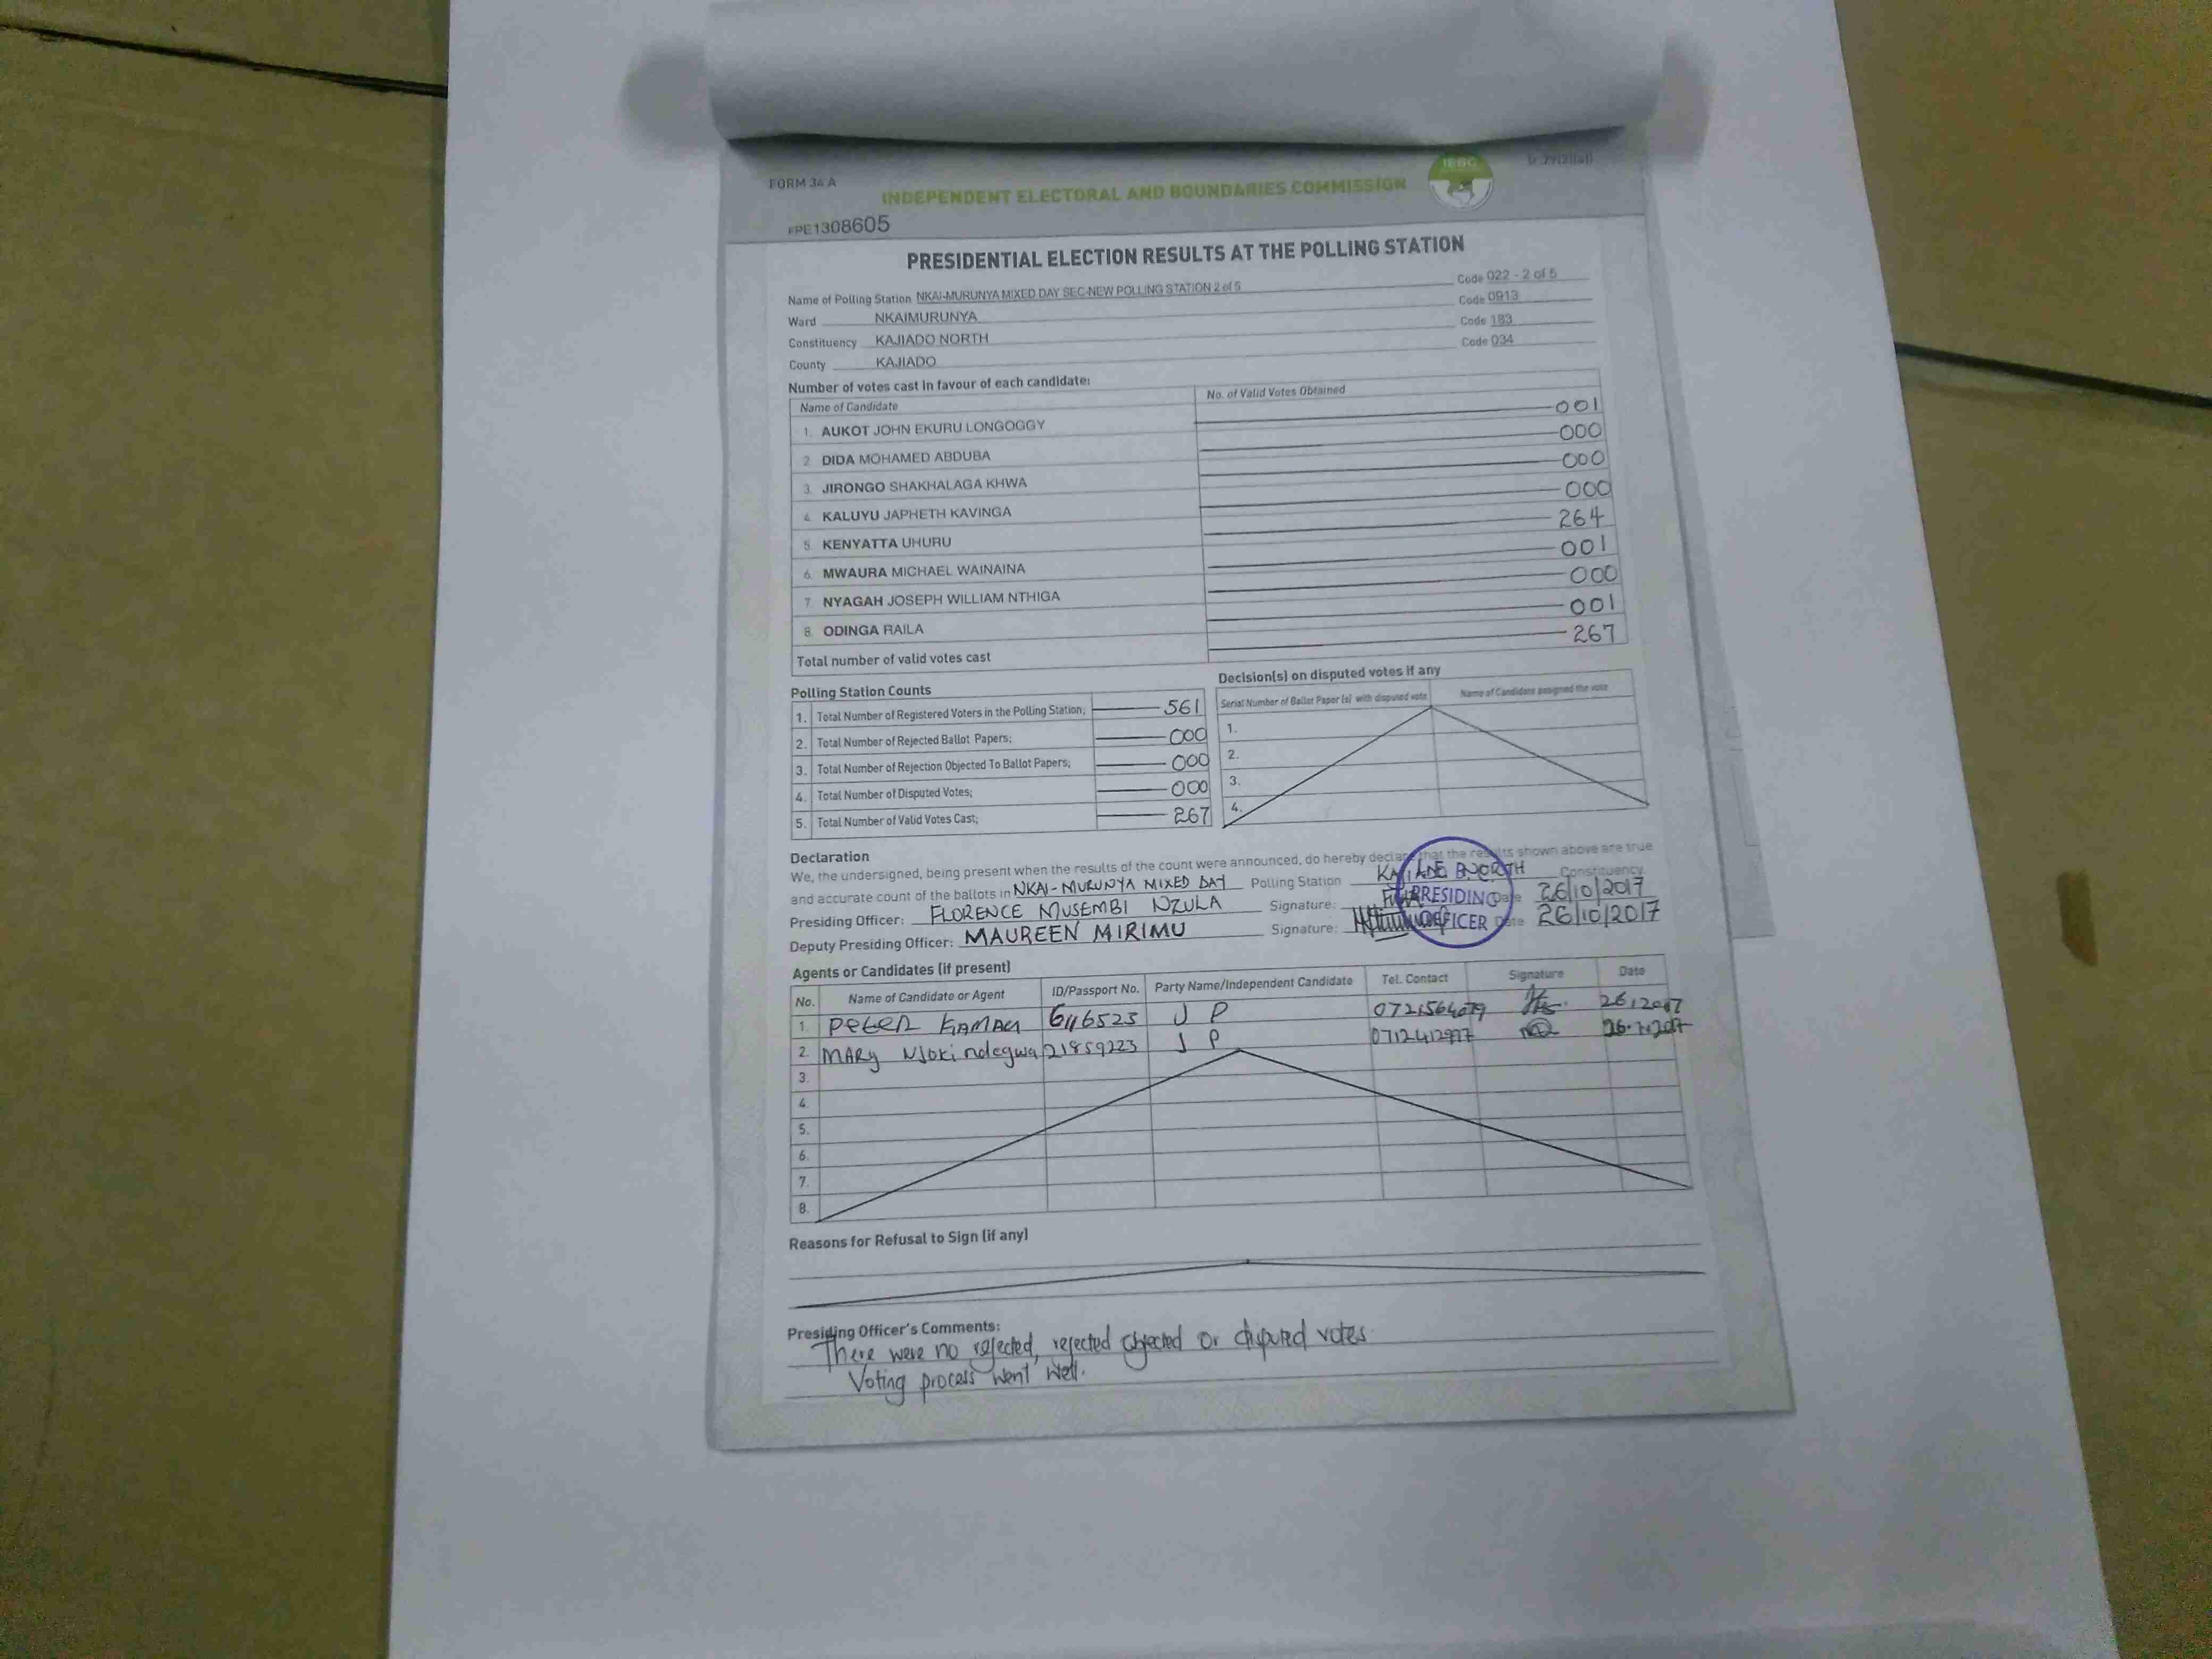 FORM 34 A
INDEPENDENT ELECTORAL AND BOUNDARIES COMMISSION
IEBC
FPE1308605
PRESIDENTIAL ELECTION RESULTS AT THE POLLING STATION
Name of Polling Station NKAI-MURUNYA MIXED DAY SEC-NEW POLLING STATION 2 of 5 Code 022 - 2 of 5
Ward NKAIMURUNYA Code 0913
Constituency KAJIADO NORTH Code 183
County KAJIADO Code 034
Number of votes cast in favour of each candidate:
Name of Candidate No. of Valid Votes Obtained
1. AUKOT JOHN EKURU LONGOGGY 001
2. DIDA MOHAMED ABDUBA 000
3. JIRONGO SHAKHALAGA KHWA 000
4. KALUYU JAPHETH KAVINGA 000
5. KENYATTA UHURU 264
6. MWAURA MICHAEL WAINAINA 001
7. NYAGAH JOSEPH WILLIAM NTHIGA 000
8. ODINGA RAILA 001
Total number of valid votes cast 267
Polling Station Counts
1. Total Number of Registered Voters in the Polling Station; 561
2. Total Number of Rejected Ballot Papers; 000
3. Total Number of Rejection Objected To Ballot Papers; 000
4. Total Number of Disputed Votes; 000
5. Total Number of Valid Votes Cast; 267
Decision(s) on disputed votes if any
Serial Number of Ballot Paper (s) with disputed vote Name of Candidate assigned the vote
1.
2.
3.
4.
Declaration
We, the undersigned, being present when the results of the count were announced, do hereby declare that the results shown above are true
and accurate count of the ballots in NKAI-MURUNYA MIXED DAY Polling Station KAJIADO NORTH Constituency.
Presiding Officer: FLORENCE MUSEMBI NZULA Signature: Date 26/10/2017
Deputy Presiding Officer: MAUREEN MIRIMU Signature: Date 26/10/2017
PRESIDING
OFFICER
Agents or Candidates (if present)
No. Name of Candidate or Agent ID/Passport No. Party Name/Independent Candidate Tel. Contact Signature Date
1. PETER KAMAU 6116523 J P
2. MARY Njoki ndegwa 21859223 J P
3.
4.
5.
6.
7.
8.
Reasons for Refusal to Sign (if any)
Presiding Officer's Comments:
There were no rejected, rejected objected or disputed votes.
Voting process went well.